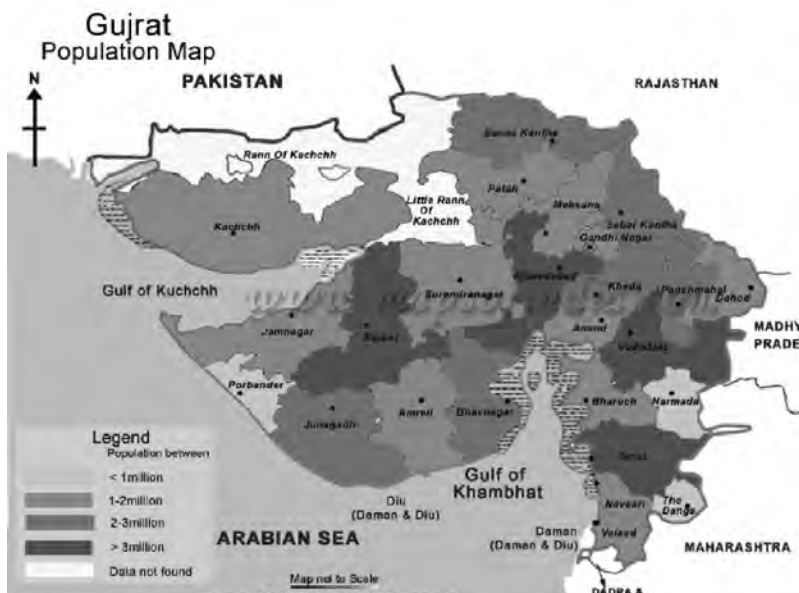 Gujrat
Population Map
N
PAKISTAN
RAJASTHAN
Banas Kantha
Rann Of Kachchh
Patan
Little Rann
Of
Kachchh
Mehsana
Sabar Kantha
Gandhi Nagar
Kachchh
Ahmedabad
Gulf of Kuchchh
Surendranagar
Kheda
Panchmahal
Dahod
Jamnagar
Rajkot
Anand
Vadodara
MADHY
PRADE
Porbander
Junagadh
Amreli
Bhavnagar
Bharuch
Narmada
Legend
Population between
< 1million
1-2million
2-3million
> 3million
Data not found
Gulf of
Khambhat
Surat
Diu
(Daman & Diu)
Navsari
The
Dangs
ARABIAN SEA
Daman
(Daman & Diu)
Valsad
MAHARASHTRA
Map not to Scale
DADRA &